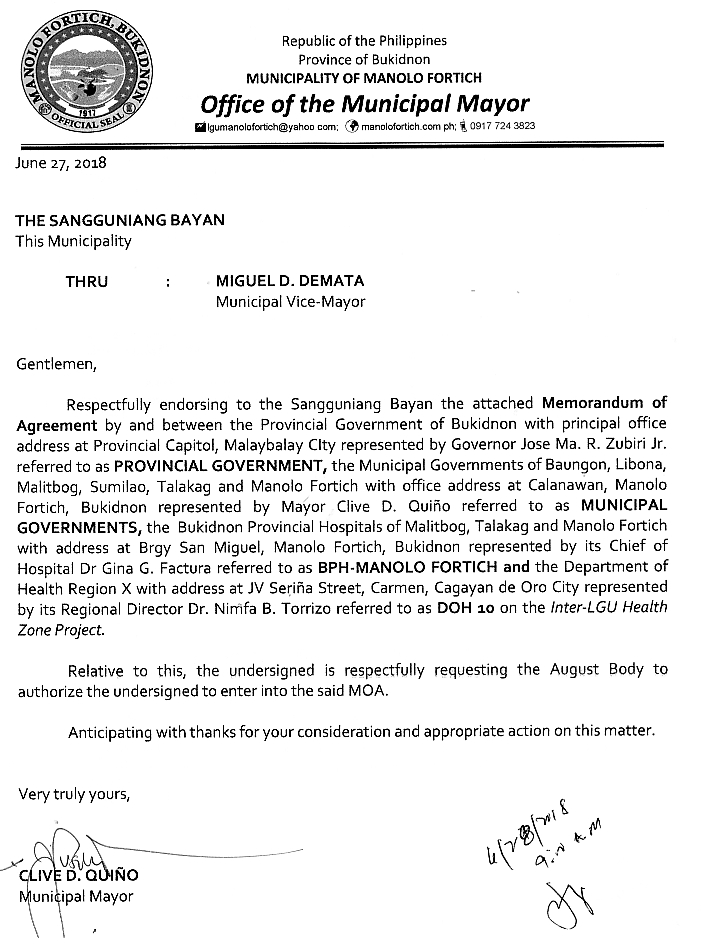 MANOLO FORTICH, BUKIDNON
1917
OFFICIAL SEAL
Republic of the Philippines
Province of Bukidnon
MUNICIPALITY OF MANOLO FORTICH
Office of the Municipal Mayor
lgumanolofortich@yahoo com; manolofortich.com ph; 0917 724 3823
June 27, 2018
THE SANGGUNIANG BAYAN
This Municipality
THRU : MIGUEL D. DEMATA
Municipal Vice-Mayor
Gentlemen,
Respectfully endorsing to the Sangguniang Bayan the attached Memorandum of
Agreement by and between the Provincial Government of Bukidnon with principal office
address at Provincial Capitol, Malaybalay CIty represented by Governor Jose Ma. R. Zubiri Jr.
referred to as PROVINCIAL GOVERNMENT, the Municipal Governments of Baungon, Libona,
Malitbog, Sumilao, Talakag and Manolo Fortich with office address at Calanawan, Manolo
Fortich, Bukidnon represented by Mayor Clive D. Quiño referred to as MUNICIPAL
GOVERNMENTS, the Bukidnon Provincial Hospitals of Malitbog, Talakag and Manolo Fortich
with address at Brgy San Miguel, Manolo Fortich, Bukidnon represented by its Chief of
Hospital Dr Gina G. Factura referred to as BPH-MANOLO FORTICH and the Department of
Health Region X with address at JV Seriña Street, Carmen, Cagayan de Oro City represented
by its Regional Director Dr. Nimfa B. Torrizo referred to as DOH 10 on the Inter-LGU Health
Zone Project.
Relative to this, the undersigned is respectfully requesting the August Body to
authorize the undersigned to enter into the said MOA.
Anticipating with thanks for your consideration and appropriate action on this matter.
Very truly yours,
CLIVE D. QUIÑO
Municipal Mayor
6/28/2018
AM